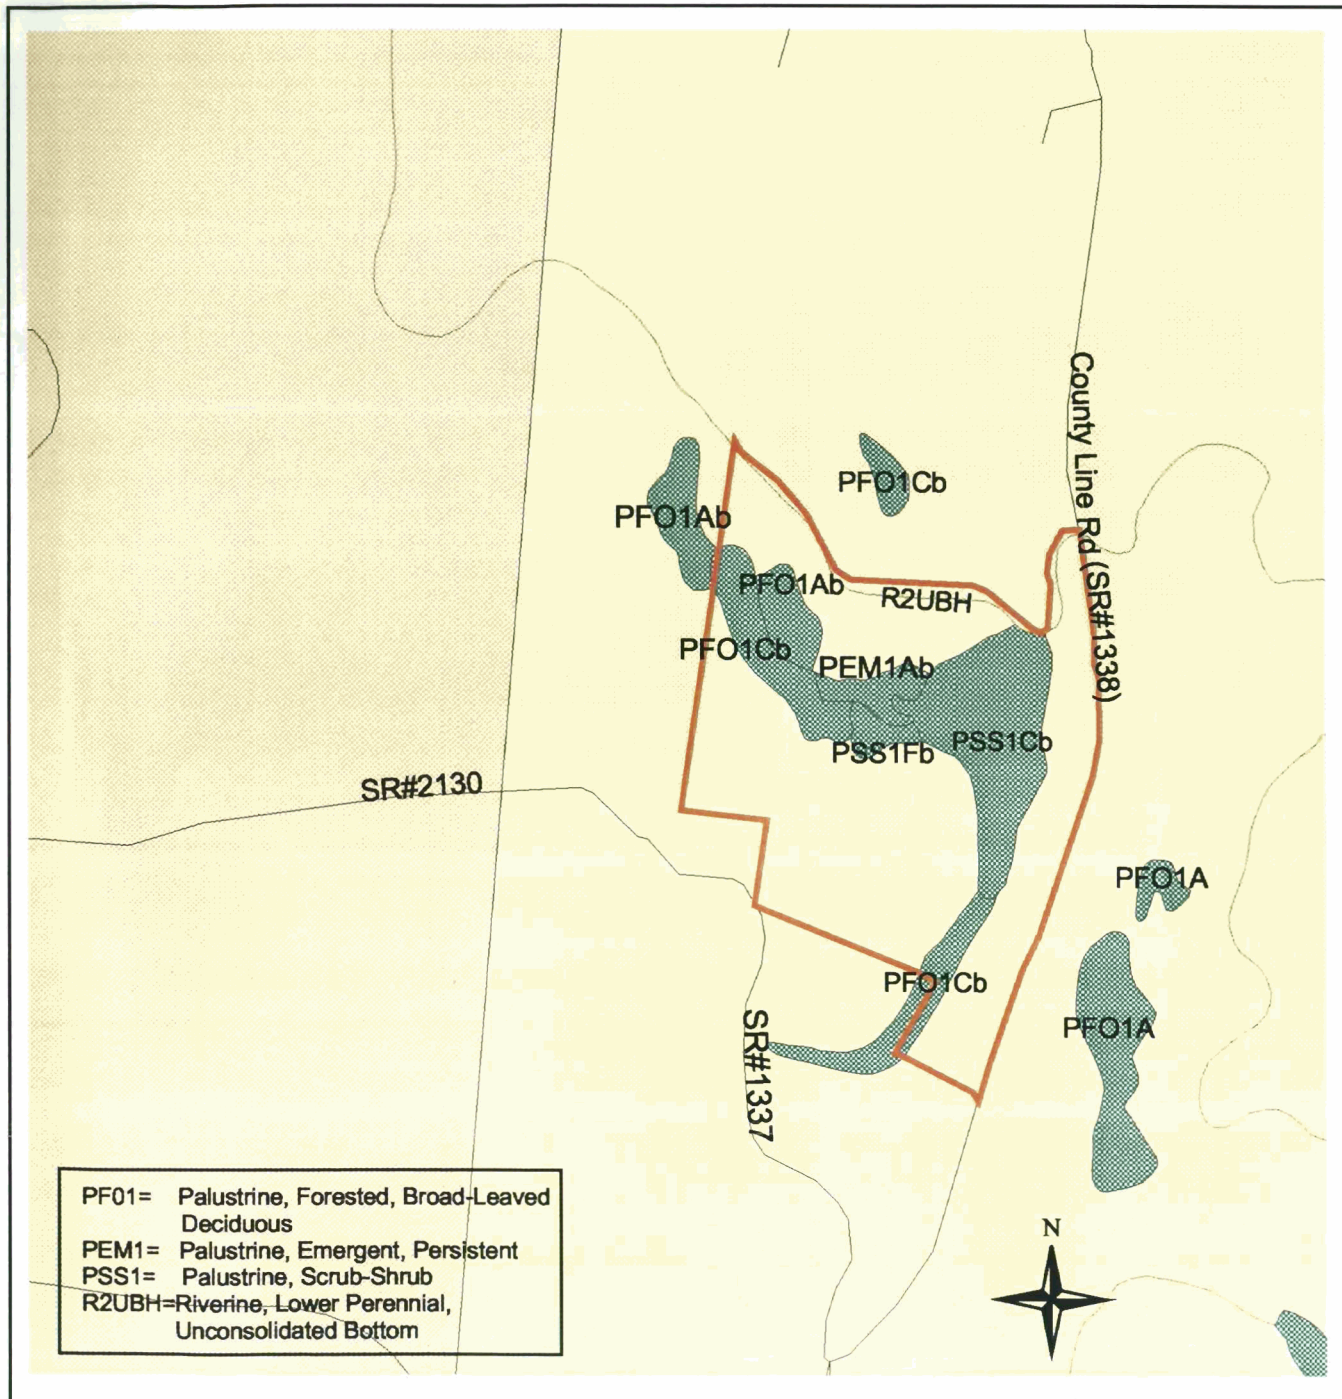 County Line Rd (SR#1338)
PFO1Cb
PFO1Ab
PFO1Ab
R2UBH
PFO1Cb
PEM1Ab
PSS1Fb
PSS1Cb
SR#2130
PFO1A
PFO1Cb
PFO1A
SR#1337
PF01= Palustrine, Forested, Broad-Leaved
Deciduous
PEM1= Palustrine, Emergent, Persistent
PSS1= Palustrine, Scrub-Shrub
R2UBH=Riverine, Lower Perennial,
Unconsolidated Bottom
N